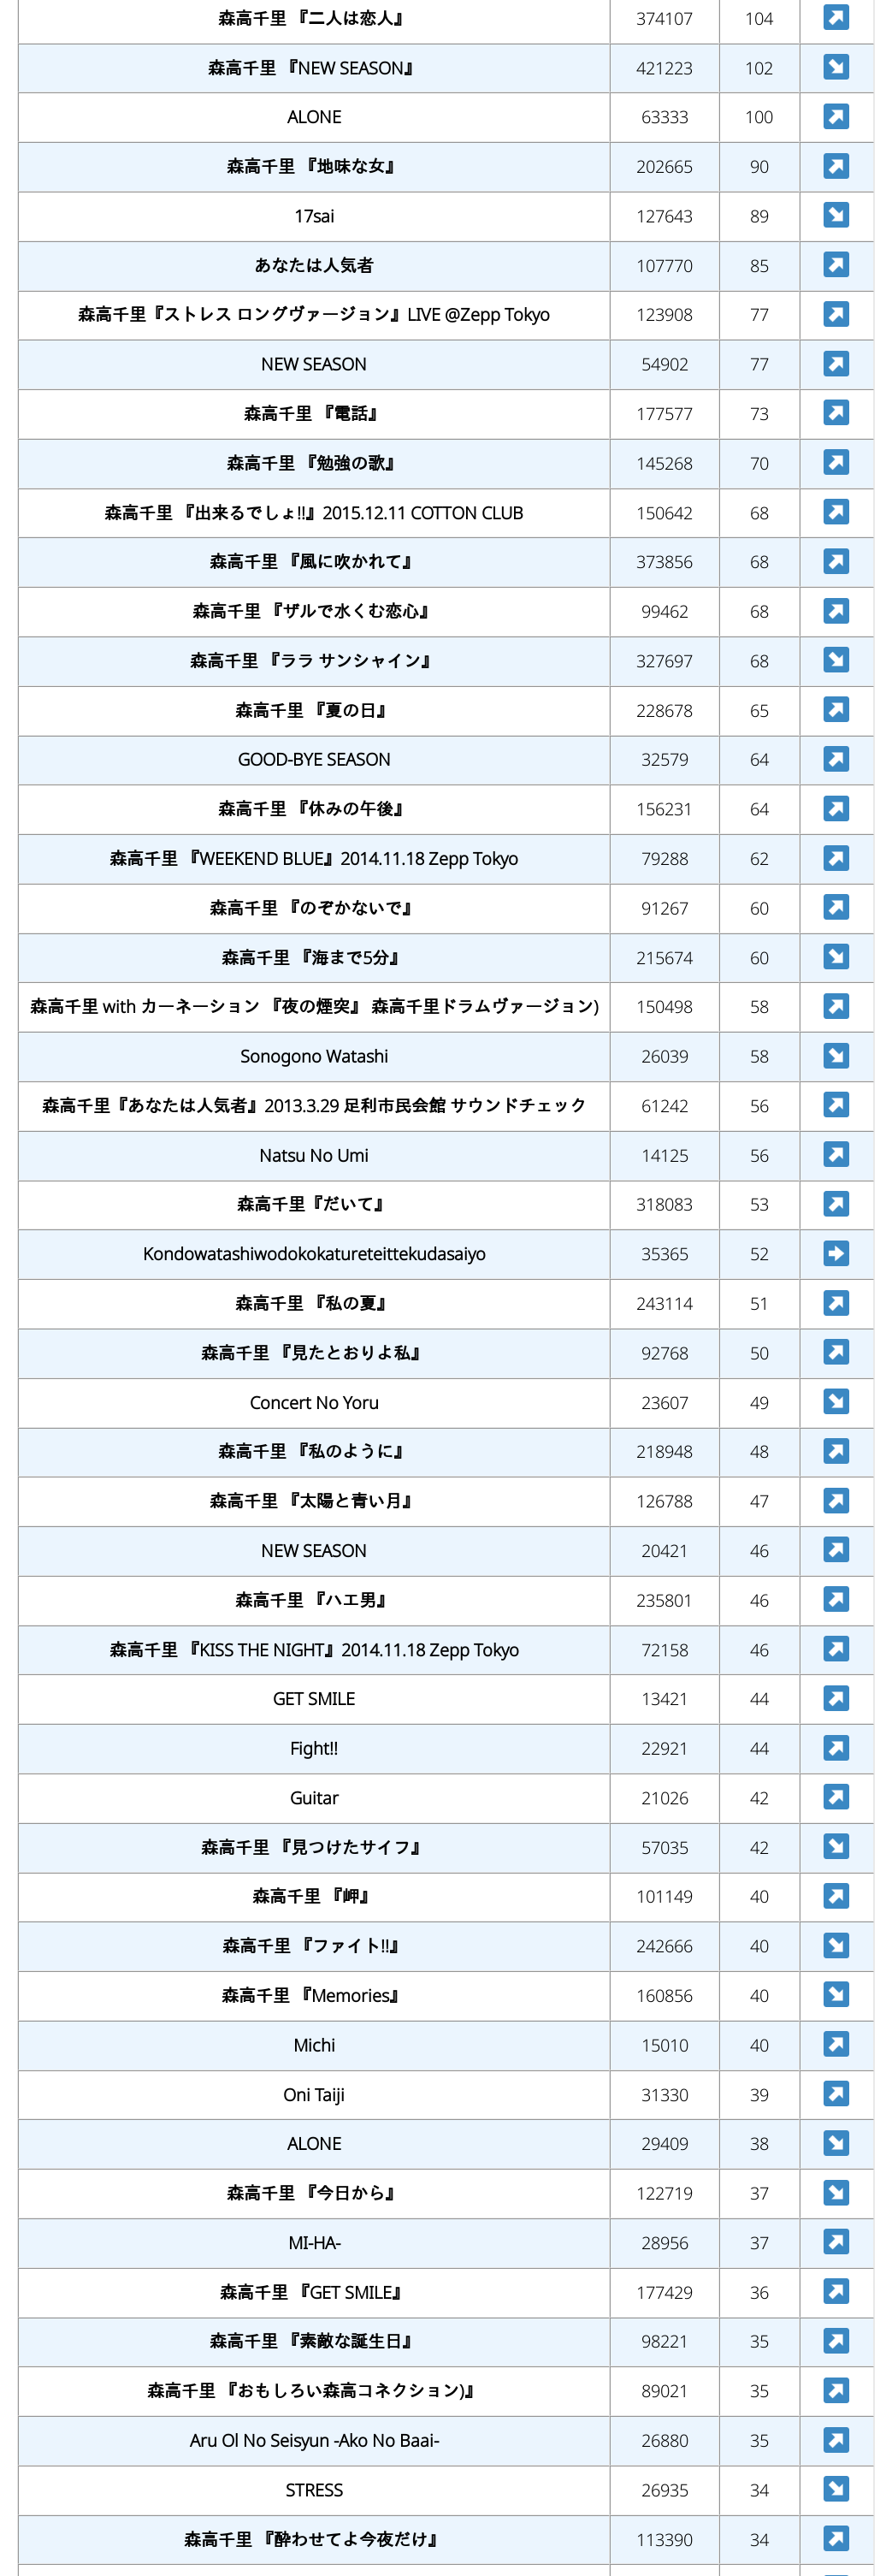 森高千里 『二人は恋人』 374107 104
森高千里 『NEW SEASON』 421223 102
ALONE 63333 100
森高千里 『地味な女』 202665 90
17sai 127643 89
あなたは人気者 107770 85
森高千里『ストレス ロングヴァージョン』LIVE @Zepp Tokyo 123908 77
NEW SEASON 54902 77
森高千里 『電話』 177577 73
森高千里 『勉強の歌』 145268 70
森高千里 『出来るでしょ!!』2015.12.11 COTTON CLUB 150642 68
森高千里 『風に吹かれて』 373856 68
森高千里 『ザルで水くむ恋心』 99462 68
森高千里 『ララ サンシャイン』 327697 68
森高千里 『夏の日』 228678 65
GOOD-BYE SEASON 32579 64
森高千里 『休みの午後』 156231 64
森高千里 『WEEKEND BLUE』2014.11.18 Zepp Tokyo 79288 62
森高千里 『のぞかないで』 91267 60
森高千里 『海まで5分』 215674 60
森高千里 with カーネーション 『夜の煙突』 森高千里ドラムヴァージョン) 150498 58
Sonogono Watashi 26039 58
森高千里『あなたは人気者』2013.3.29 足利市民会館 サウンドチェック 61242 56
Natsu No Umi 14125 56
森高千里『だいて』 318083 53
Kondowatashiwodokokatureteittekudasaiyo 35365 52
森高千里 『私の夏』 243114 51
森高千里 『見たとおりよ私』 92768 50
Concert No Yoru 23607 49
森高千里 『私のように』 218948 48
森高千里 『太陽と青い月』 126788 47
NEW SEASON 20421 46
森高千里 『ハエ男』 235801 46
森高千里 『KISS THE NIGHT』2014.11.18 Zepp Tokyo 72158 46
GET SMILE 13421 44
Fight!! 22921 44
Guitar 21026 42
森高千里 『見つけたサイフ』 57035 42
森高千里 『岬』 101149 40
森高千里 『ファイト!!』 242666 40
森高千里 『Memories』 160856 40
Michi 15010 40
Oni Taiji 31330 39
ALONE 29409 38
森高千里 『今日から』 122719 37
MI-HA- 28956 37
森高千里 『GET SMILE』 177429 36
森高千里 『素敵な誕生日』 98221 35
森高千里 『おもしろい森高コネクション)』 89021 35
Aru Ol No Seisyun -Ako No Baai- 26880 35
STRESS 26935 34
森高千里 『酔わせてよ今夜だけ』 113390 34